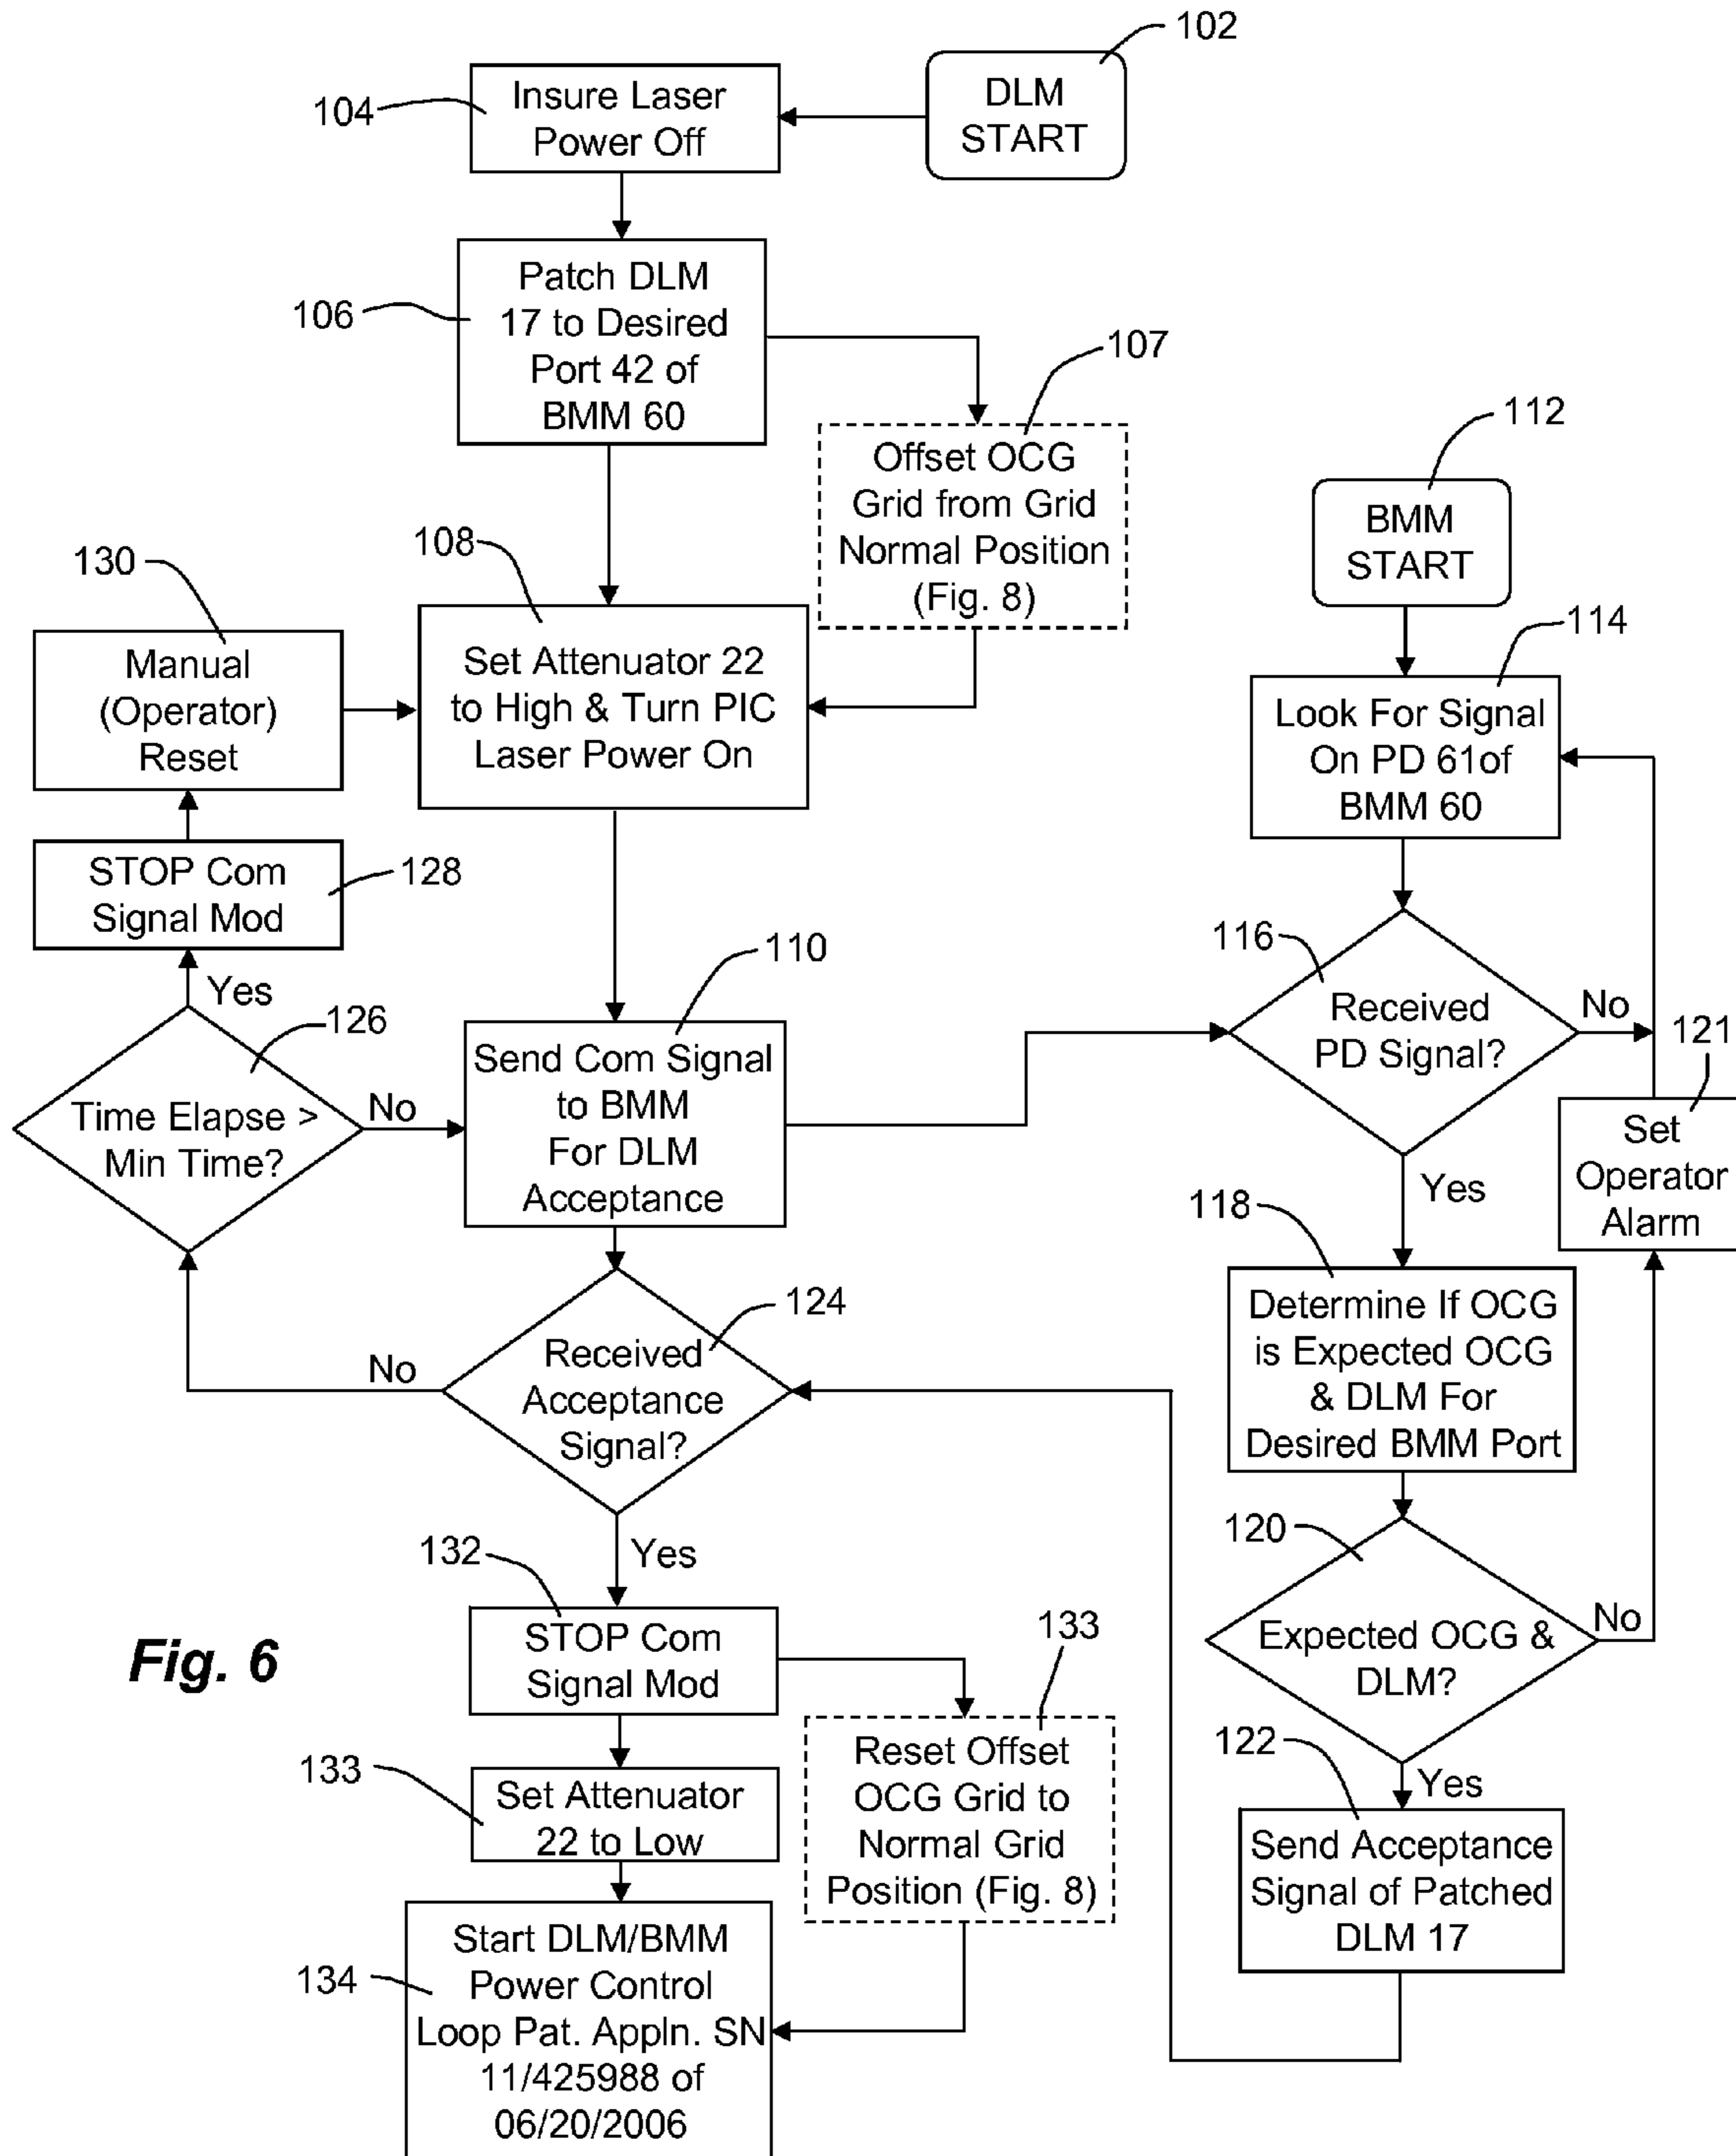 102
DLM
START
104
Insure Laser
Power Off
106
Patch DLM
17 to Desired
Port 42 of
BMM 60
107
Offset OCG
Grid from Grid
Normal Position
(Fig. 8)
108
Set Attenuator 22
to High & Turn PIC
Laser Power On
130
Manual
(Operator)
Reset
STOP Com
Signal Mod
128
Yes
126
Time Elapse >
Min Time?
No
110
Send Com Signal
to BMM
For DLM
Acceptance
124
Received
Acceptance
Signal?
No
Yes
132
STOP Com
Signal Mod
133
Set Attenuator
22 to Low
133
Reset Offset
OCG Grid to
Normal Grid
Position (Fig. 8)
134
Start DLM/BMM
Power Control
Loop Pat. Appln. SN
11/425988 of
06/20/2006
112
BMM
START
114
Look For Signal
On PD 61of
BMM 60
116
Received
PD Signal?
No
Yes
121
Set
Operator
Alarm
118
Determine If OCG
is Expected OCG
& DLM For
Desired BMM Port
120
Expected OCG &
DLM?
No
Yes
122
Send Acceptance
Signal of Patched
DLM 17
Fig. 6